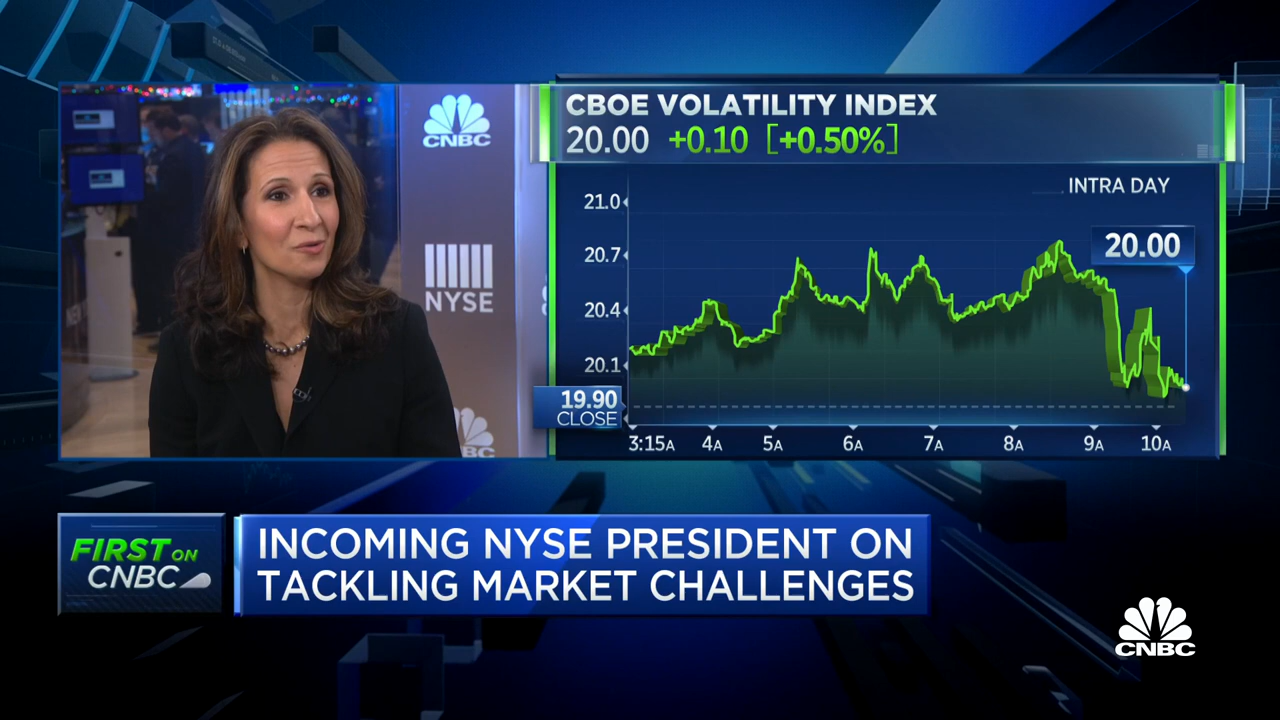 CNBC
NYSE
BC
CBOE VOLATILITY INDEX
20.00 +0.10 [+0.50%]
INTRA DAY
20.00
21.0
20.7
20.4
20.1
19.90
CLOSE
3:15A 4A 5A 6A 7A 8A 9A 10A
FIRST ON
CNBC
INCOMING NYSE PRESIDENT ON
TACKLING MARKET CHALLENGES
CNBC